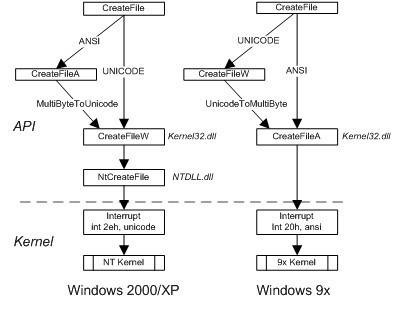 CreateFile
CreateFile
ANSI
UNICODE
CreateFileA
UNICODE
CreateFileW
ANSI
MultiByteToUnicode
UnicodeToMultiByte
API
CreateFileW
Kernel32.dll
CreateFileA
Kernel32.dll
NtCreateFile
NTDLL.dll
Interrupt
int 2eh, unicode
Interrupt
Int 20h, ansi
Kernel
NT Kernel
9x Kernel
Windows 2000/XP
Windows 9x